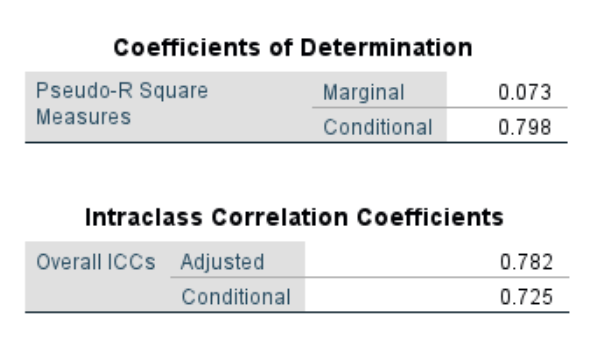 Coefficients of Determination
Pseudo-R Square Measures Marginal 0.073
Conditional 0.798
Intraclass Correlation Coefficients
Overall ICCs Adjusted 0.782
Conditional 0.725